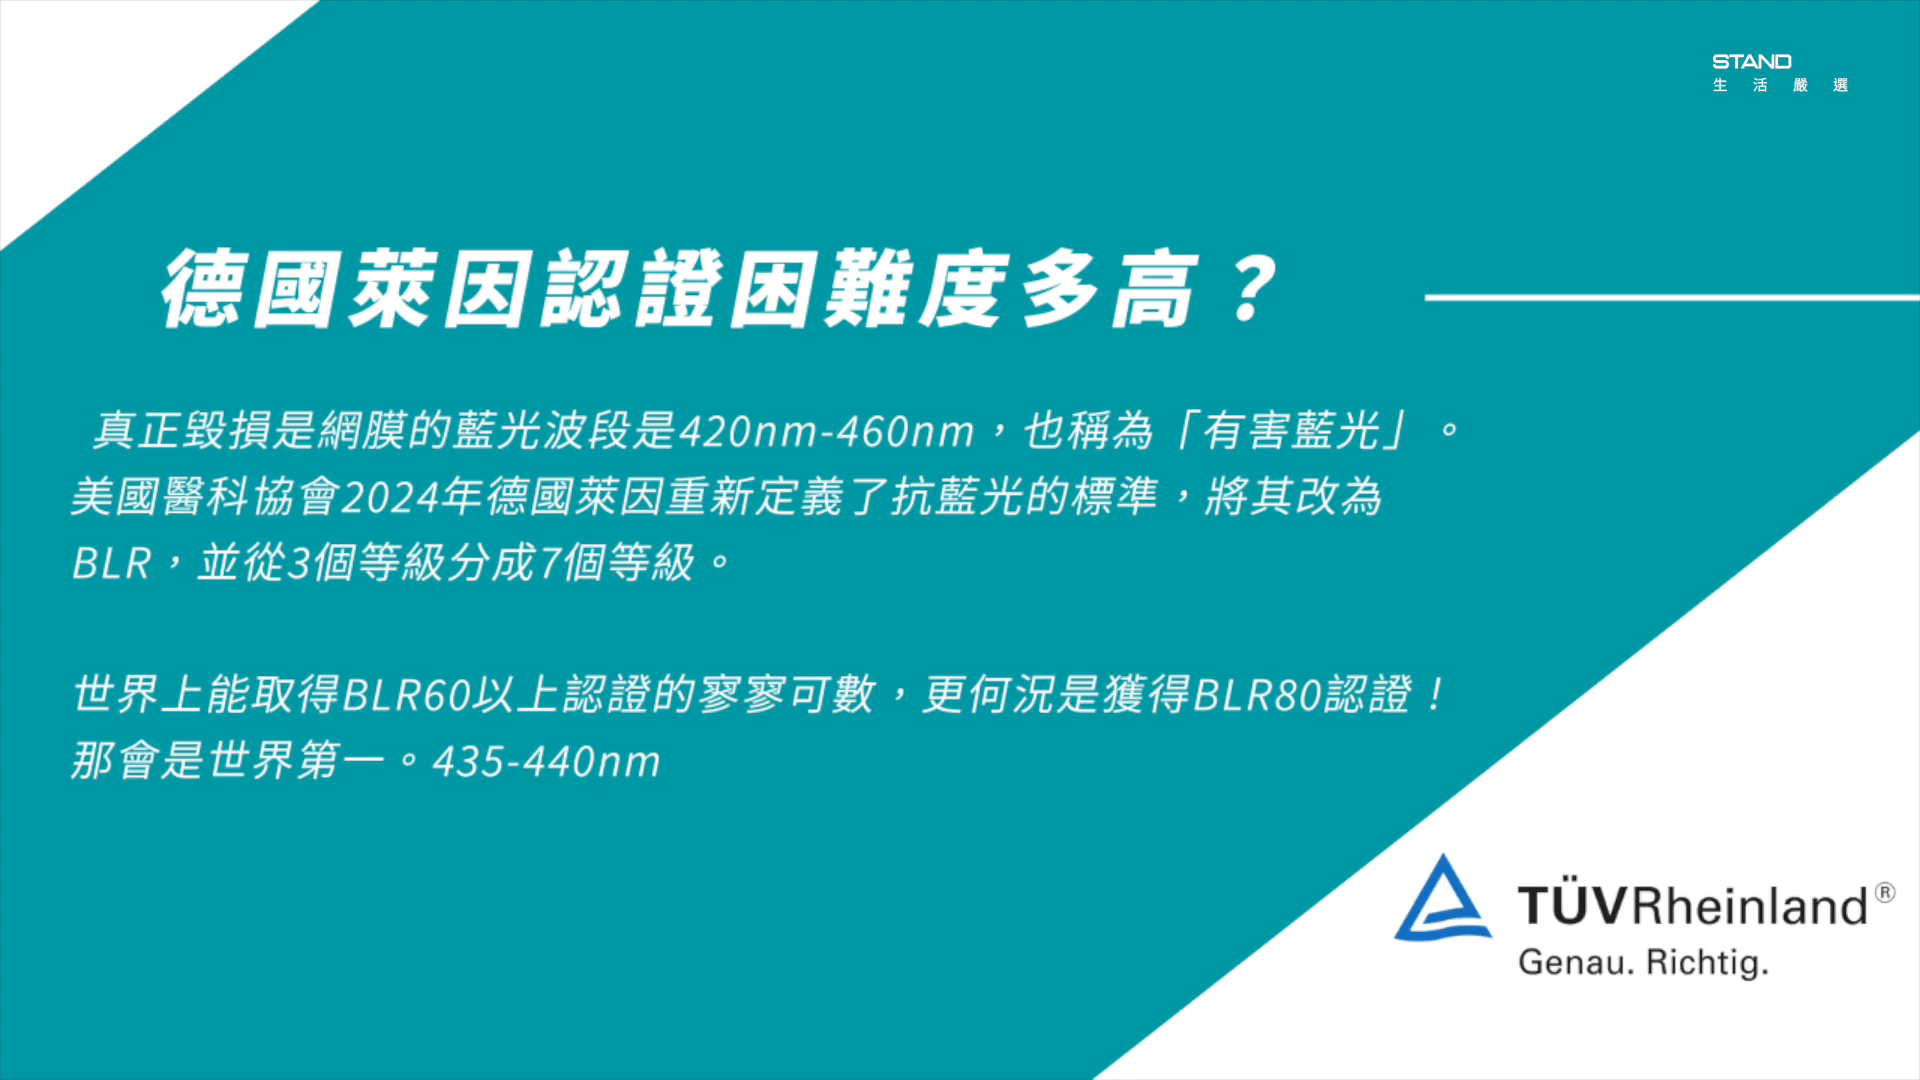 STAND
生活嚴選
德國萊因認證困難度多高？
真正毀損是網膜的藍光波段是420nm-460nm，也稱為「有害藍光」。
美國醫科協會2024年德國萊因重新定義了抗藍光的標準，將其改為
BLR，並從3個等級分成7個等級。
世界上能取得BLR60以上認證的寥寥可數，更何況是獲得BLR80認證！
那會是世界第一。435-440nm
TÜVRheinland®
Genau. Richtig.